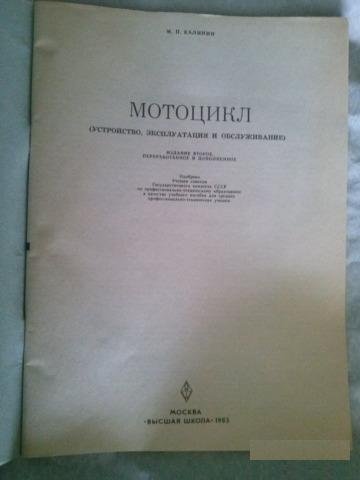 М. П. КАЛИНИН
МОТОЦИКЛ
(УСТРОЙСТВО, ЭКСПЛУАТАЦИЯ И ОБСЛУЖИВАНИЕ)
ИЗДАНИЕ ВТОРОЕ,
ПЕРЕРАБОТАННОЕ И ДОПОЛНЕННОЕ
Одобрено
Ученым советом
Государственного комитета СССР
по профессионально-техническому образованию
в качестве учебного пособия для средних
профессионально-технических училищ
МОСКВА
«ВЫСШАЯ ШКОЛА» 1983